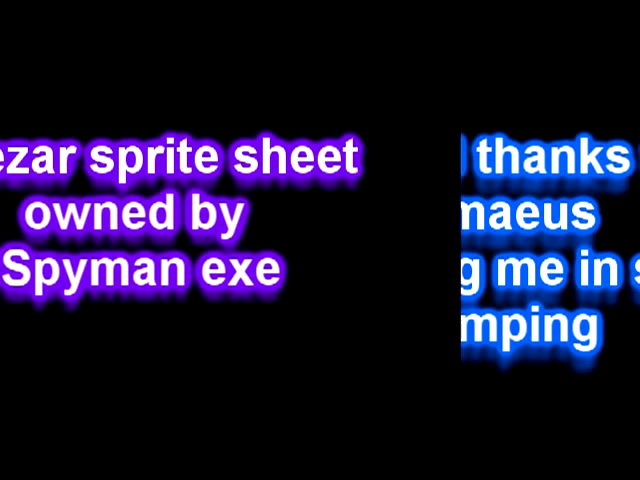 ezar sprite sheet
owned by
Spyman exe
thanks
maeus
g me in s
mping